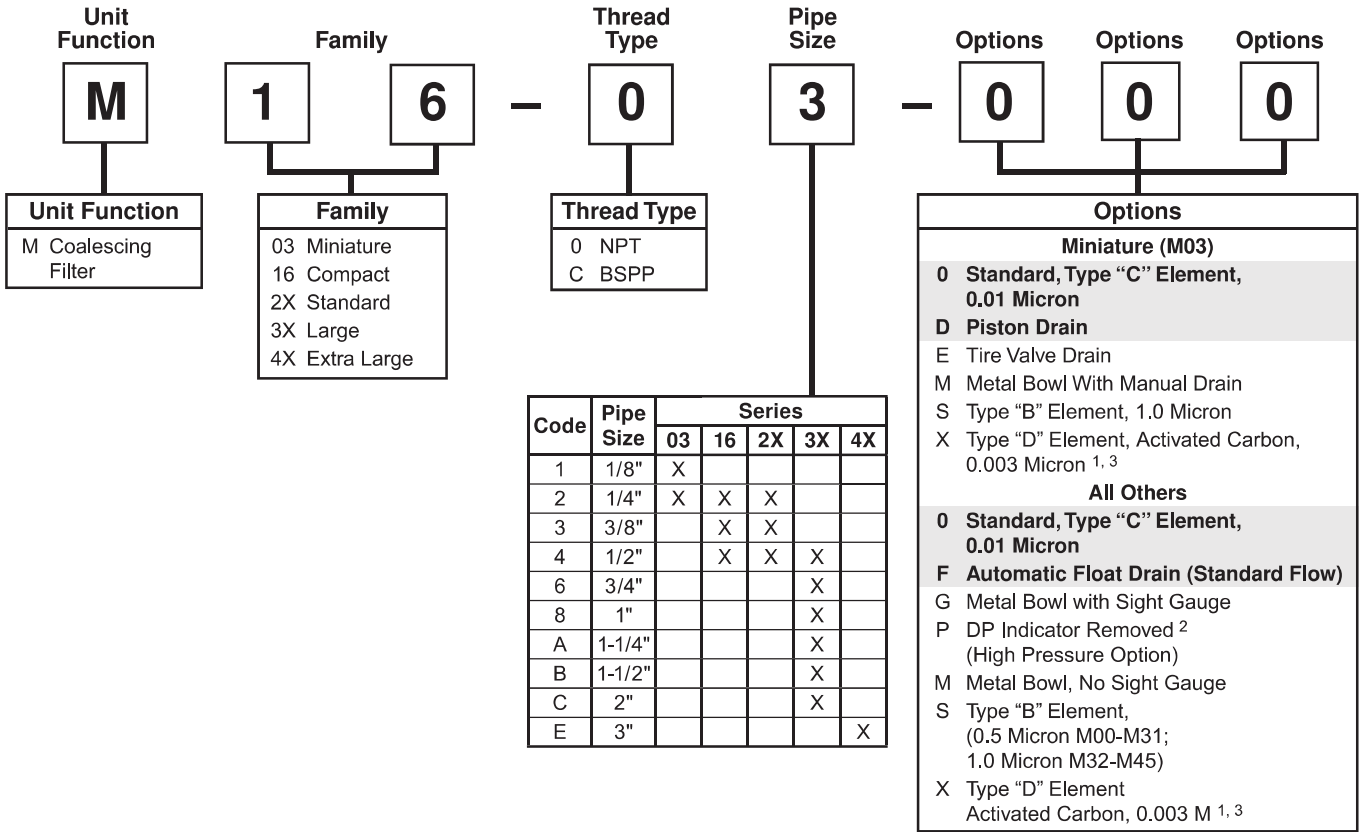 Unit
Function
Family
Thread
Type
Pipe
Size
Options
Options
Options
M
1
6
–
0
3
–
0
0
0
Unit Function
M Coalescing
Filter
Family
03 Miniature
16 Compact
2X Standard
3X Large
4X Extra Large
Thread Type
0 NPT
C BSPP
Code Pipe Size Series
03 16 2X 3X 4X
1 1/8" X
2 1/4" X X X
3 3/8" X X
4 1/2" X X X
6 3/4" X
8 1" X
A 1-1/4" X
B 1-1/2" X
C 2" X
E 3" X
Options
Miniature (M03)
0 Standard, Type “C” Element,
0.01 Micron
D Piston Drain
E Tire Valve Drain
M Metal Bowl With Manual Drain
S Type “B” Element, 1.0 Micron
X Type “D” Element, Activated Carbon,
0.003 Micron 1, 3
All Others
0 Standard, Type “C” Element,
0.01 Micron
F Automatic Float Drain (Standard Flow)
G Metal Bowl with Sight Gauge
P DP Indicator Removed 2
(High Pressure Option)
M Metal Bowl, No Sight Gauge
S Type “B” Element,
(0.5 Micron M00-M31;
1.0 Micron M32-M45)
X Type “D” Element
Activated Carbon, 0.003 M 1, 3